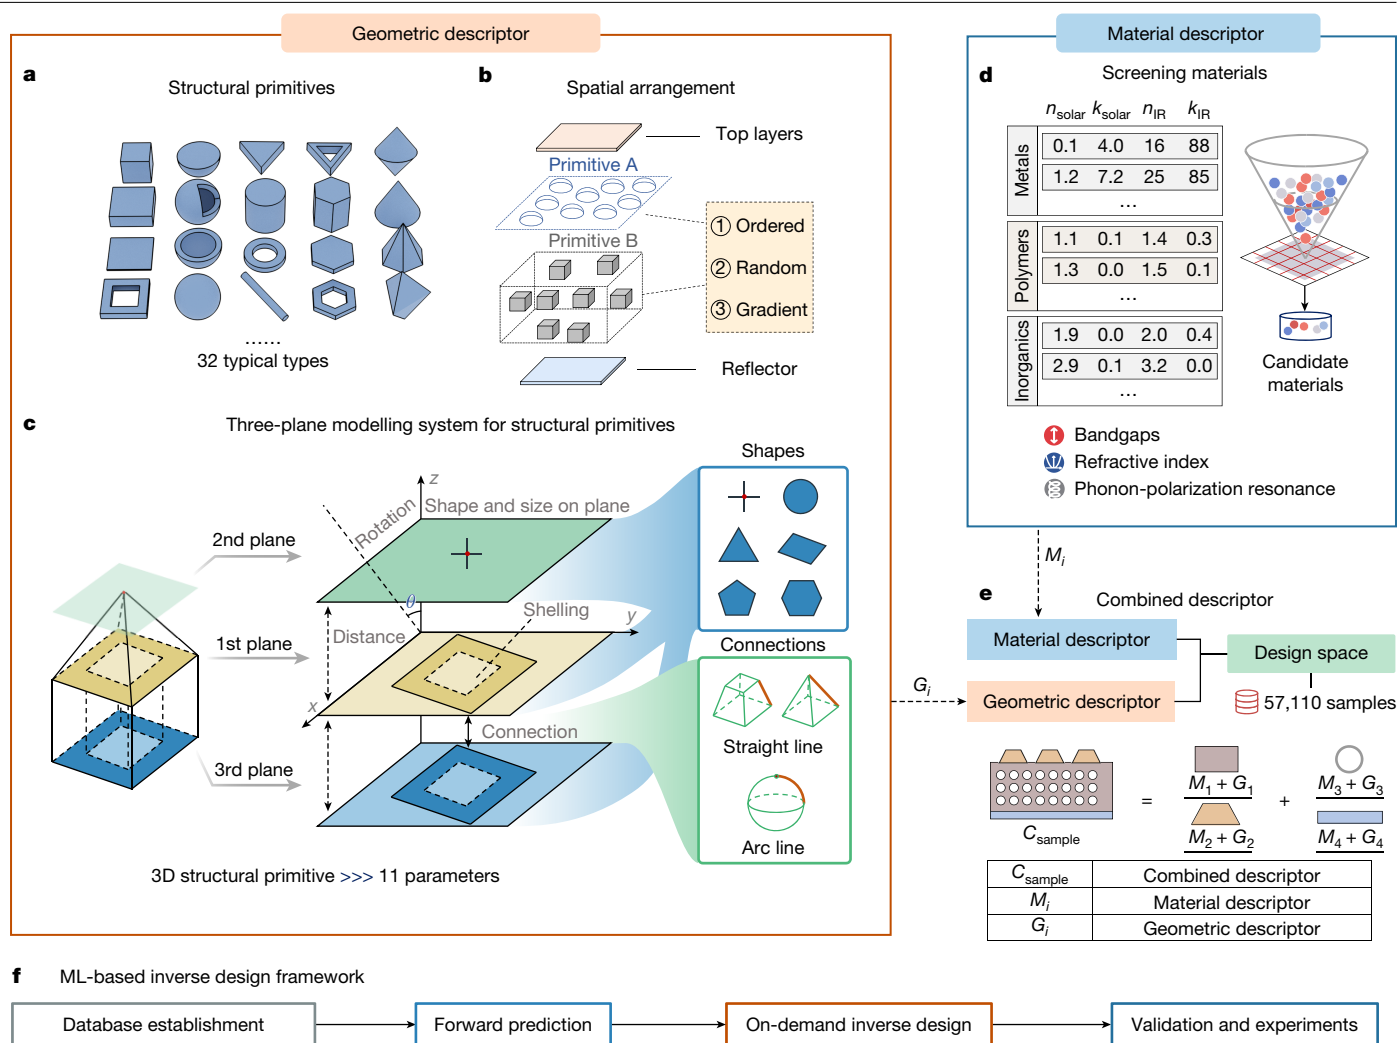 Geometric descriptor
a
Structural primitives
......
32 typical types
b
Spatial arrangement
Top layers
Primitive A
Primitive B
1 Ordered
2 Random
3 Gradient
Reflector
c
Three-plane modelling system for structural primitives
2nd plane
1st plane
3rd plane
z
Rotation
Shape and size on plane
θ
Shelling
y
Distance
x
Connection
Shapes
Connections
Straight line
Arc line
3D structural primitive >>> 11 parameters
Material descriptor
d
Screening materials
nsolar ksolar nIR kIR
Metals
0.1 4.0 16 88
1.2 7.2 25 85
...
Polymers
1.1 0.1 1.4 0.3
1.3 0.0 1.5 0.1
...
Inorganics
1.9 0.0 2.0 0.4
2.9 0.1 3.2 0.0
...
Candidate
materials
Bandgaps
Refractive index
Phonon-polarization resonance
Mi
Gi
e
Combined descriptor
Material descriptor
Geometric descriptor
Design space
57,110 samples
Csample
=
M1 + G1
M2 + G2
+
M3 + G3
M4 + G4
Csample Combined descriptor
Mi Material descriptor
Gi Geometric descriptor
f ML-based inverse design framework
Database establishment
Forward prediction
On-demand inverse design
Validation and experiments